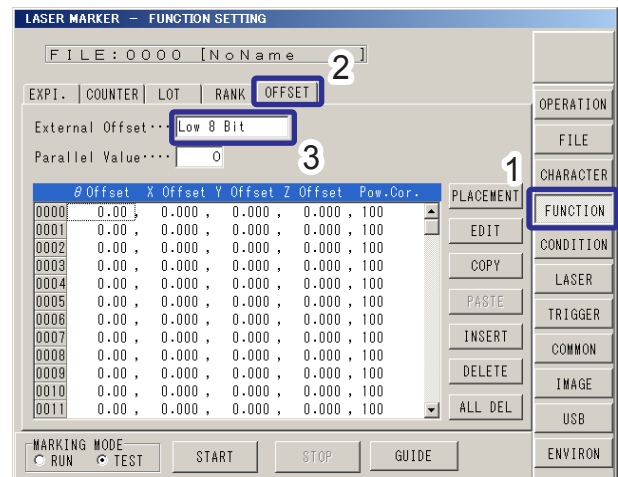 LASER MARKER － FUNCTION SETTING
FILE:0000 [NoName ]
2
EXPI. COUNTER LOT RANK OFFSET
External Offset･･･ Low 8 Bit
Parallel Value････ 0
3
1
θOffset X Offset Y Offset Z Offset Pow.Cor.
0000 0.00 , 0.000 , 0.000 , 0.000 , 100
0001 0.00 , 0.000 , 0.000 , 0.000 , 100
0002 0.00 , 0.000 , 0.000 , 0.000 , 100
0003 0.00 , 0.000 , 0.000 , 0.000 , 100
0004 0.00 , 0.000 , 0.000 , 0.000 , 100
0005 0.00 , 0.000 , 0.000 , 0.000 , 100
0006 0.00 , 0.000 , 0.000 , 0.000 , 100
0007 0.00 , 0.000 , 0.000 , 0.000 , 100
0008 0.00 , 0.000 , 0.000 , 0.000 , 100
0009 0.00 , 0.000 , 0.000 , 0.000 , 100
0010 0.00 , 0.000 , 0.000 , 0.000 , 100
0011 0.00 , 0.000 , 0.000 , 0.000 , 100
PLACEMENT
EDIT
COPY
PASTE
INSERT
DELETE
ALL DEL
OPERATION
FILE
CHARACTER
FUNCTION
CONDITION
LASER
TRIGGER
COMMON
IMAGE
USB
ENVIRON
MARKING MODE
RUN TEST
START
STOP
GUIDE